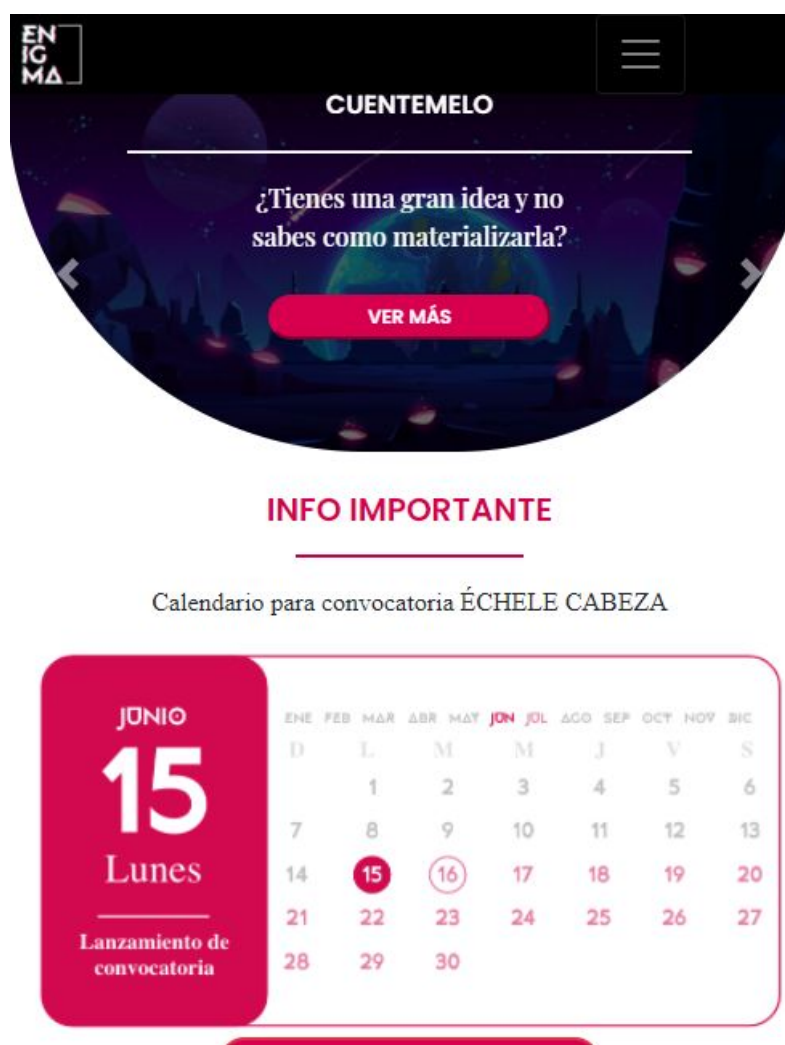 EN
IG
MA
CUENTEMELO
¿Tienes una gran idea y no
sabes como materializarla?
VER MÁS
INFO IMPORTANTE
Calendario para convocatoria ÉCHELE CABEZA
JUNIO
15
Lunes
Lanzamiento de
convocatoria
ENE FEB MAR ABR MAY JUN JUL AGO SEP OCT NOV DIC
D L M M J V S
1 2 3 4 5 6
7 8 9 10 11 12 13
14 15 16 17 18 19 20
21 22 23 24 25 26 27
28 29 30